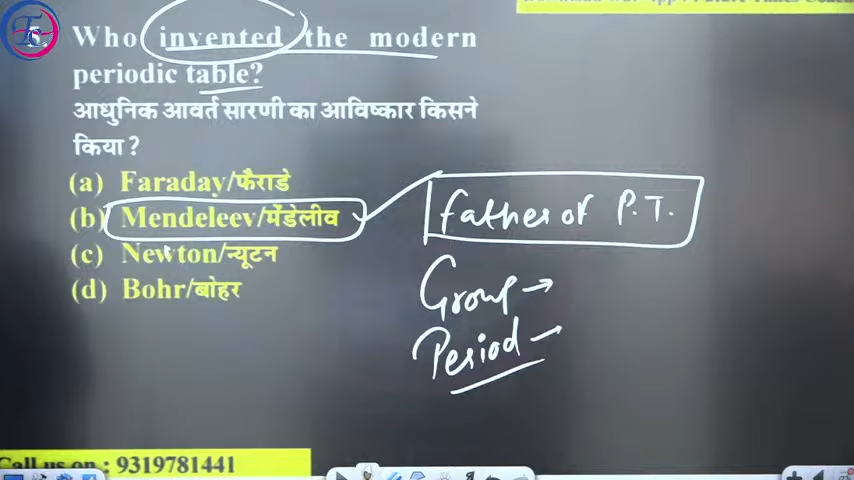 5. Who invented the modern
periodic table?
आधुनिक आवर्त सारणी का आविष्कार किसने
किया ?
(a) Faraday/फैराडे
(b) Mendeleev/मेंडेलीव
(c) Newton/न्यूटन
(d) Bohr/बोहर
Father of P.T.
Group →
Period →
Call us on : 9319781441